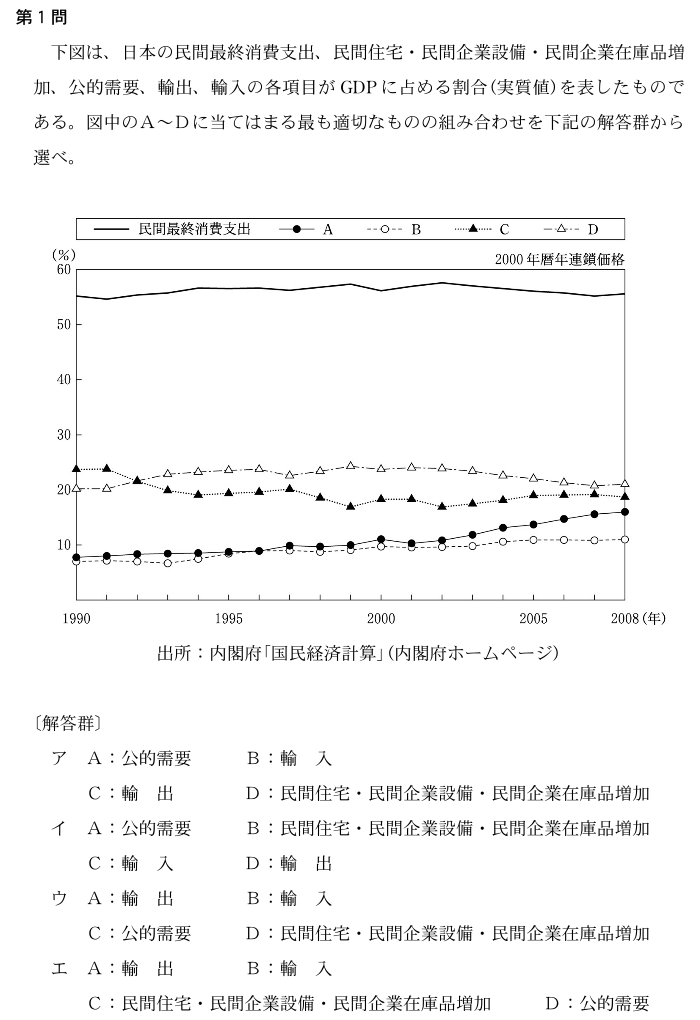 第1問
下図は、日本の民間最終消費支出、民間住宅・民間企業設備・民間企業在庫品増
加、公的需要、輸出、輸入の各項目が GDP に占める割合(実質値)を表したもので
ある。図中のA〜Dに当てはまる最も適切なものの組み合わせを下記の解答群から
選べ。
民間最終消費支出 A B C D
(%)
2000 年暦年連鎖価格
60
50
40
30
20
10
1990 1995 2000 2005 2008(年)
出所:内閣府「国民経済計算」(内閣府ホームページ)
〔解答群〕
ア A:公的需要 B:輸 入
C:輸 出 D:民間住宅・民間企業設備・民間企業在庫品増加
イ A:公的需要 B:民間住宅・民間企業設備・民間企業在庫品増加
C:輸 入 D:輸 出
ウ A:輸 出 B:輸 入
C:公的需要 D:民間住宅・民間企業設備・民間企業在庫品増加
エ A:輸 出 B:輸 入
C:民間住宅・民間企業設備・民間企業在庫品増加 D:公的需要